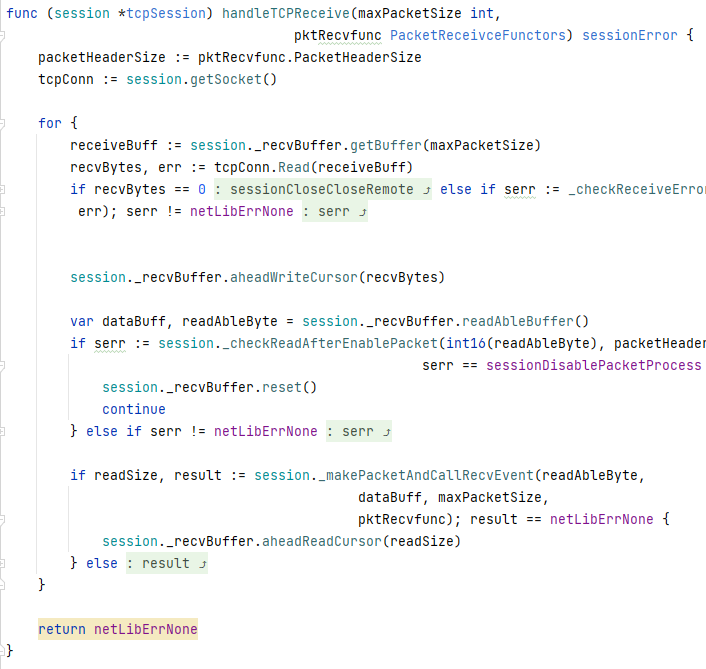 func (session *tcpSession) handleTCPReceive(maxPacketSize int,
pktRecvfunc PacketReceivceFunctors) sessionError {
packetHeaderSize := pktRecvfunc.PacketHeaderSize
tcpConn := session.getSocket()
for {
receiveBuff := session._recvBuffer.getBuffer(maxPacketSize)
recvBytes, err := tcpConn.Read(receiveBuff)
if recvBytes == 0 : sessionCloseCloseRemote ⤴ else if serr := _checkReceiveError
err); serr != netLibErrNone : serr ⤴
session._recvBuffer.aheadWriteCursor(recvBytes)
var dataBuff, readAbleByte = session._recvBuffer.readAbleBuffer()
if serr := session._checkReadAfterEnablePacket(int16(readAbleByte), packetHeader
serr == sessionDisablePacketProcess
session._recvBuffer.reset()
continue
} else if serr != netLibErrNone : serr ⤴
if readSize, result := session._makePacketAndCallRecvEvent(readAbleByte,
dataBuff, maxPacketSize,
pktRecvfunc); result == netLibErrNone {
session._recvBuffer.aheadReadCursor(readSize)
} else : result ⤴
}
return netLibErrNone
}